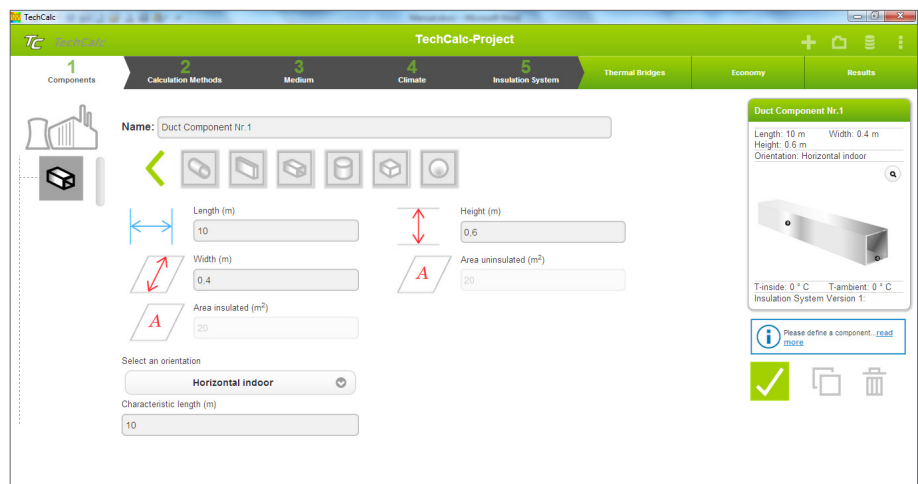 TechCalc
TC TechCalc
TechCalc-Project
1
Components
2
Calculation Methods
3
Medium
4
Climate
5
Insulation System
Thermal Bridges
Economy
Results
Name: Duct Component Nr.1
Length (m)
10
Height (m)
0,6
Width (m)
0.4
Area uninsulated (m²)
A
20
Area insulated (m²)
A
20
Select an orientation
Horizontal indoor
Characteristic length (m)
10
Duct Component Nr.1
Length: 10 m Width: 0.4 m
Height: 0.6 m
Orientation: Horizontal indoor
T-inside: 0 ° C T-ambient: 0 ° C
Insulation System Version 1:
Please define a component...read
more